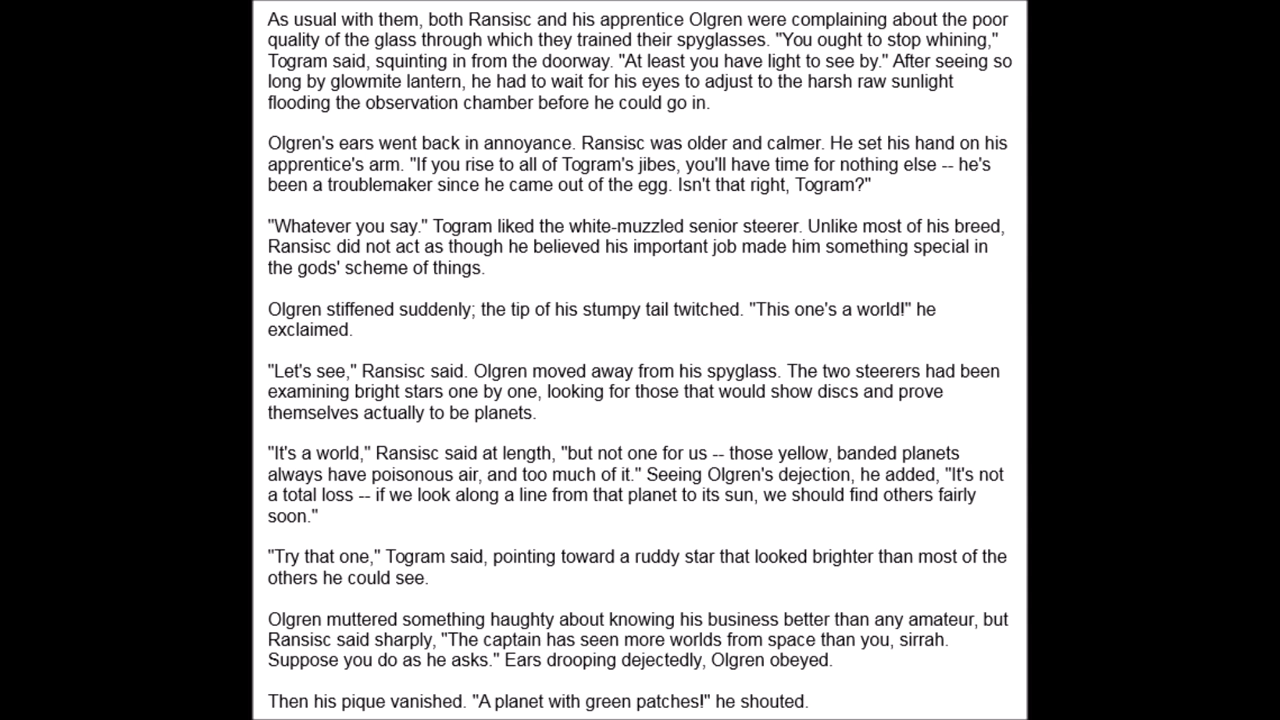 As usual with them, both Ransisc and his apprentice Olgren were complaining about the poor
quality of the glass through which they trained their spyglasses. "You ought to stop whining,"
Togram said, squinting in from the doorway. "At least you have light to see by." After seeing so
long by glowmite lantern, he had to wait for his eyes to adjust to the harsh raw sunlight
flooding the observation chamber before he could go in.
Olgren's ears went back in annoyance. Ransisc was older and calmer. He set his hand on his
apprentice's arm. "If you rise to all of Togram's jibes, you'll have time for nothing else -- he's
been a troublemaker since he came out of the egg. Isn't that right, Togram?"
"Whatever you say." Togram liked the white-muzzled senior steerer. Unlike most of his breed,
Ransisc did not act as though he believed his important job made him something special in
the gods' scheme of things.
Olgren stiffened suddenly; the tip of his stumpy tail twitched. "This one's a world!" he
exclaimed.
"Let's see," Ransisc said. Olgren moved away from his spyglass. The two steerers had been
examining bright stars one by one, looking for those that would show discs and prove
themselves actually to be planets.
"It's a world," Ransisc said at length, "but not one for us -- those yellow, banded planets
always have poisonous air, and too much of it." Seeing Olgren's dejection, he added, "It's not
a total loss -- if we look along a line from that planet to its sun, we should find others fairly
soon."
"Try that one," Togram said, pointing toward a ruddy star that looked brighter than most of the
others he could see.
Olgren muttered something haughty about knowing his business better than any amateur, but
Ransisc said sharply, "The captain has seen more worlds from space than you, sirrah.
Suppose you do as he asks." Ears drooping dejectedly, Olgren obeyed.
Then his pique vanished. "A planet with green patches!" he shouted.